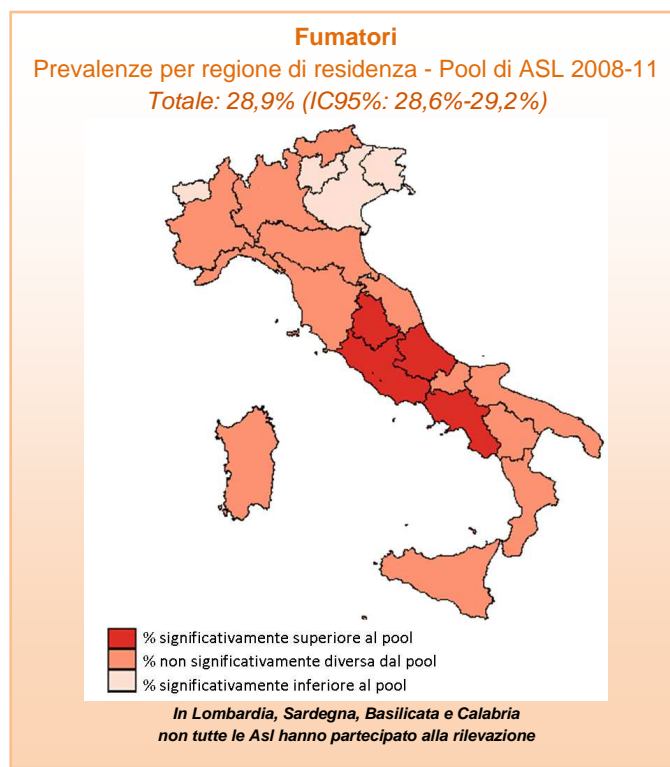 Fumatori
Prevalenze per regione di residenza - Pool di ASL 2008-11
Totale: 28,9% (IC95%: 28,6%-29,2%)
% significativamente superiore al pool
% non significativamente diversa dal pool
% significativamente inferiore al pool
In Lombardia, Sardegna, Basilicata e Calabria
non tutte le Asl hanno partecipato alla rilevazione